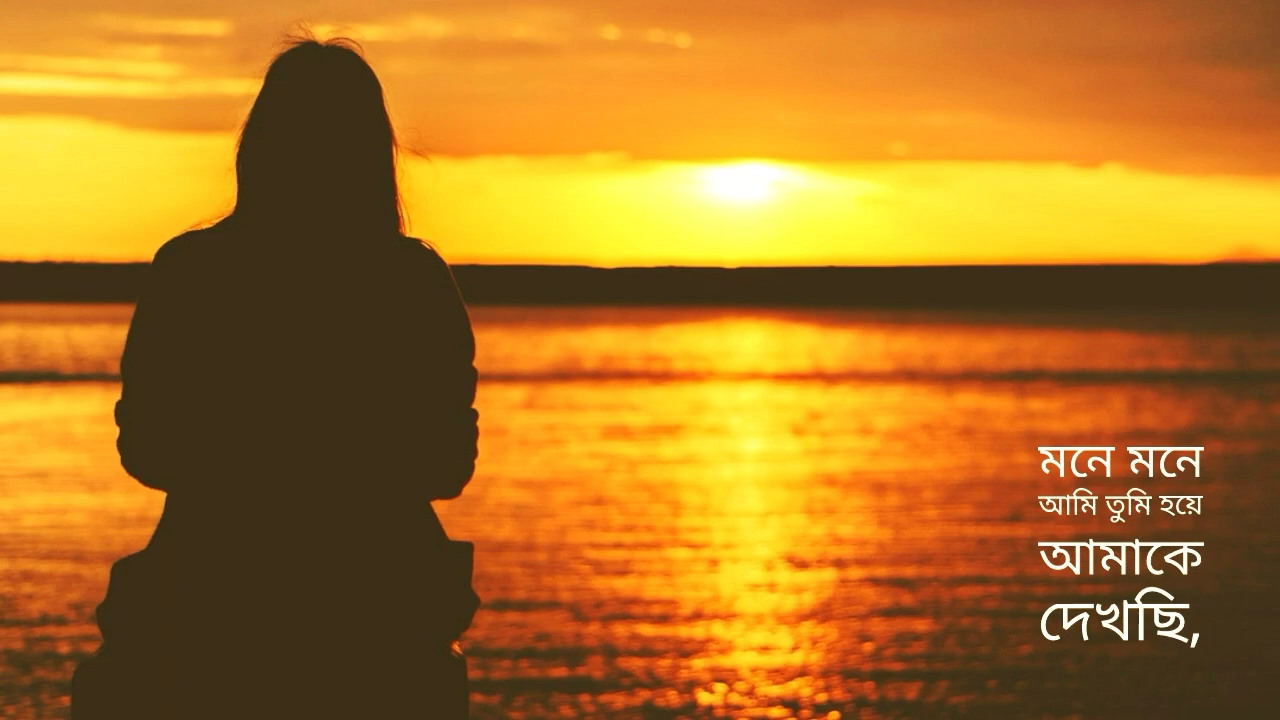 মনে মনে
আমি তুমি হয়ে
আমাকে
দেখছি,